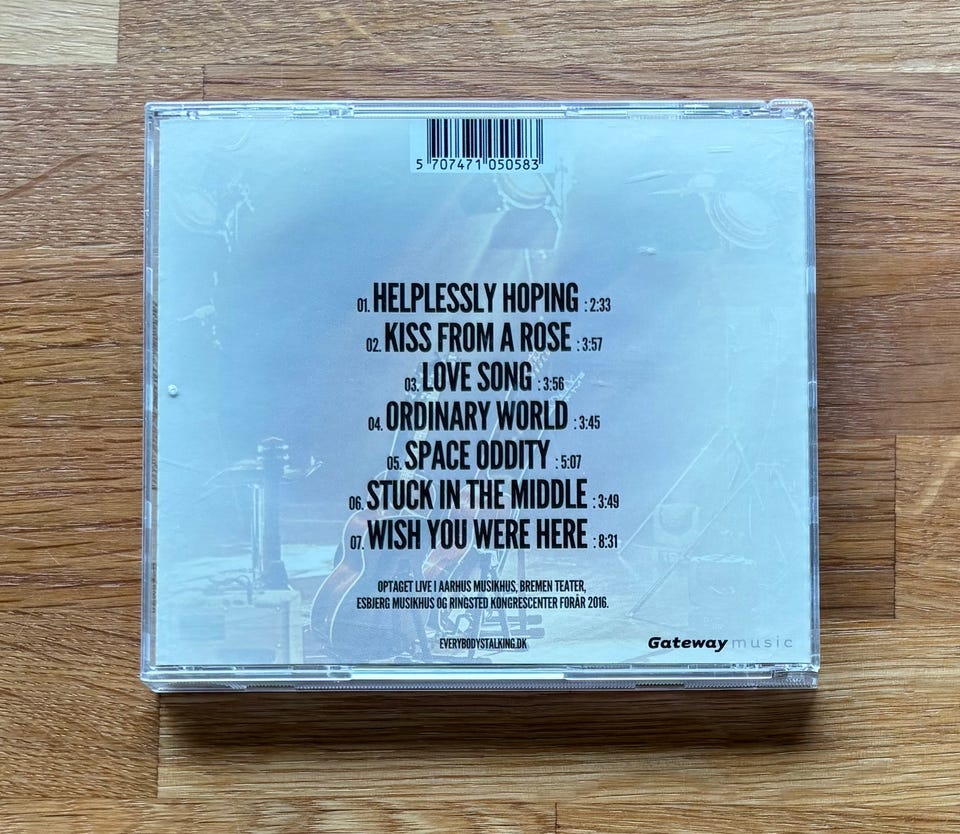 5 707471 050583
01. HELPLESSLY HOPING : 2:33
02. KISS FROM A ROSE : 3:57
03. LOVE SONG : 3:56
04. ORDINARY WORLD : 3:45
05. SPACE ODDITY : 5:07
06. STUCK IN THE MIDDLE : 3:49
07. WISH YOU WERE HERE : 8:31
OPTAGET LIVE I AARHUS MUSIKHUS, BREMEN TEATER,
ESBJERG MUSIKHUS OG RINGSTED KONGRESCENTER FORÅR 2016.
EVERYBODYSTALKING.DK
Gateway music